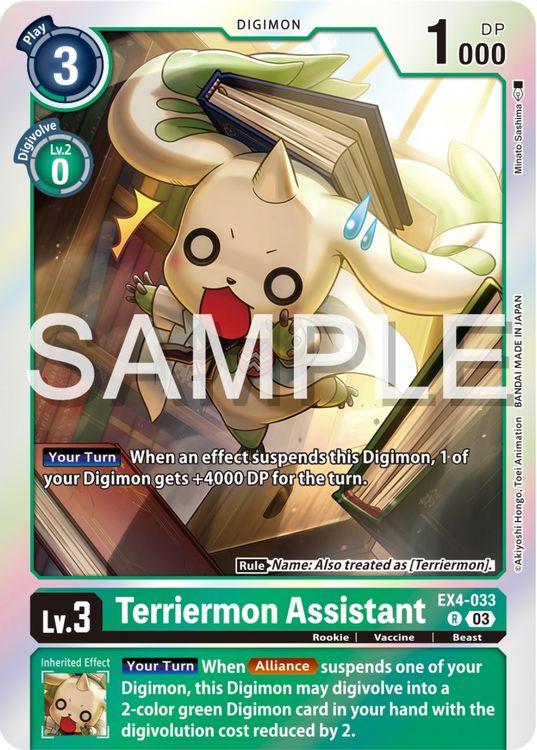 Play
DIGIMON
3
1000
DP
Digivolve
Lv.2
0
Minato Sashima
SAMPLE
Your Turn When an effect suspends this Digimon, 1 of
your Digimon gets +4000 DP for the turn.
Rule Name: Also treated as [Terriermon].
©Akiyoshi Hongo, Toei Animation BANDAI MADE IN JAPAN
Lv.3
Terriermon Assistant
EX4-033
R 03
Rookie | Vaccine | Beast
Inherited Effect
Your Turn When Alliance suspends one of your
Digimon, this Digimon may digivolve into a
2-color green Digimon card in your hand with the
digivolution cost reduced by 2.